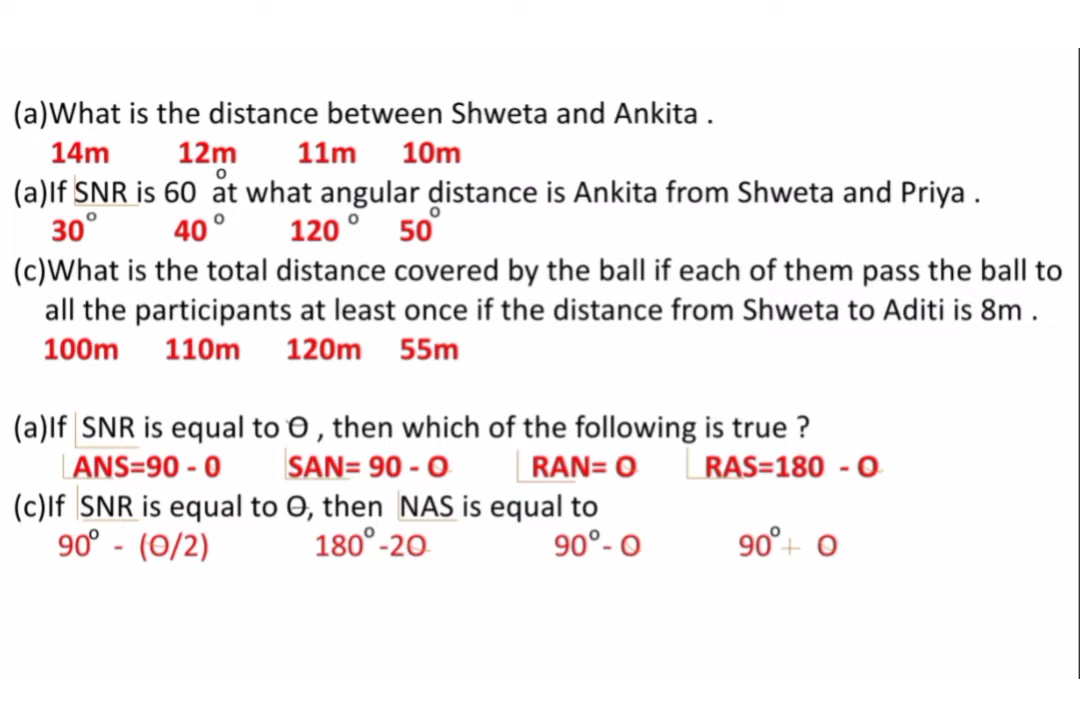 (a)What is the distance between Shweta and Ankita .
14m 12m 11m 10m
(a)If SNR is 60° at what angular distance is Ankita from Shweta and Priya .
30° 40° 120° 50°
(c)What is the total distance covered by the ball if each of them pass the ball to
all the participants at least once if the distance from Shweta to Aditi is 8m .
100m 110m 120m 55m
(a)If SNR is equal to Θ , then which of the following is true ?
ANS=90 - 0 SAN= 90 - O RAN= O RAS=180 - O
(c)If SNR is equal to Θ, then NAS is equal to
90° - (Θ/2) 180°-2O 90°- O 90°+ O